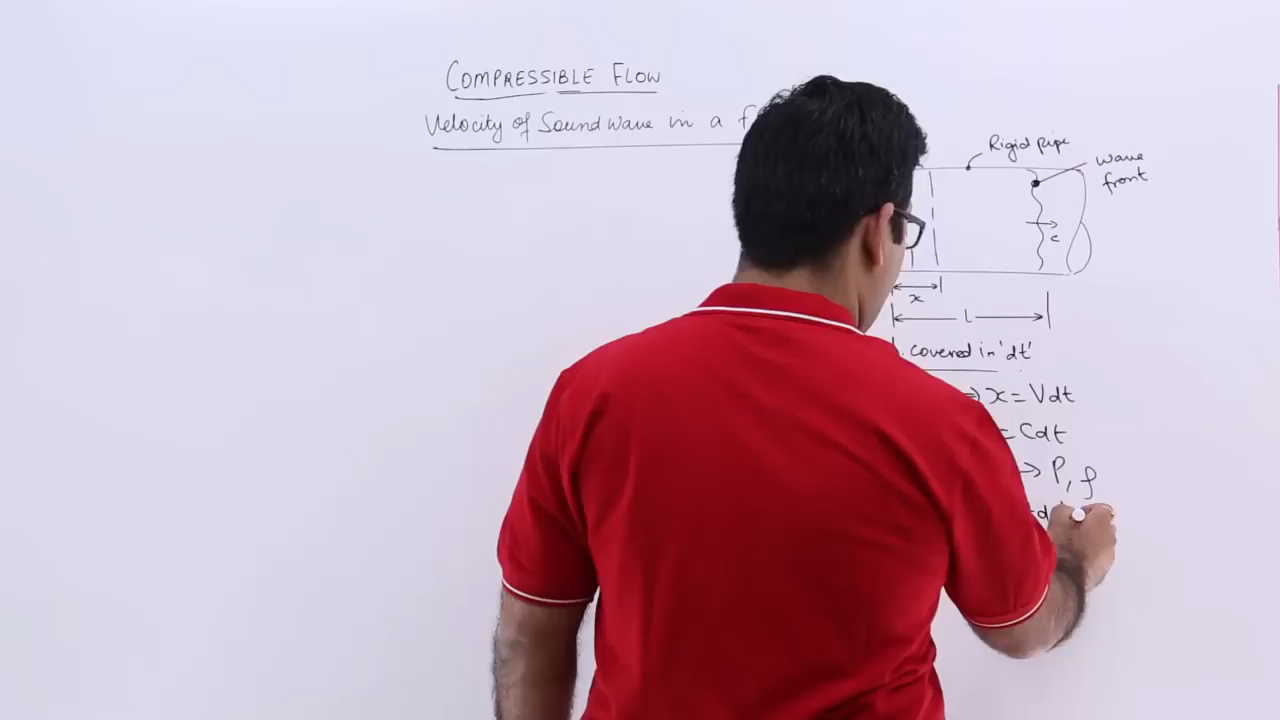 COMPRESSIBLE FLOW
Velocity of Sound wave in a f
Rigid pipe
wave
front
c
x
L
. covered in 'dt'
⇒ x = Vdt
= Cdt
→ P, ρ